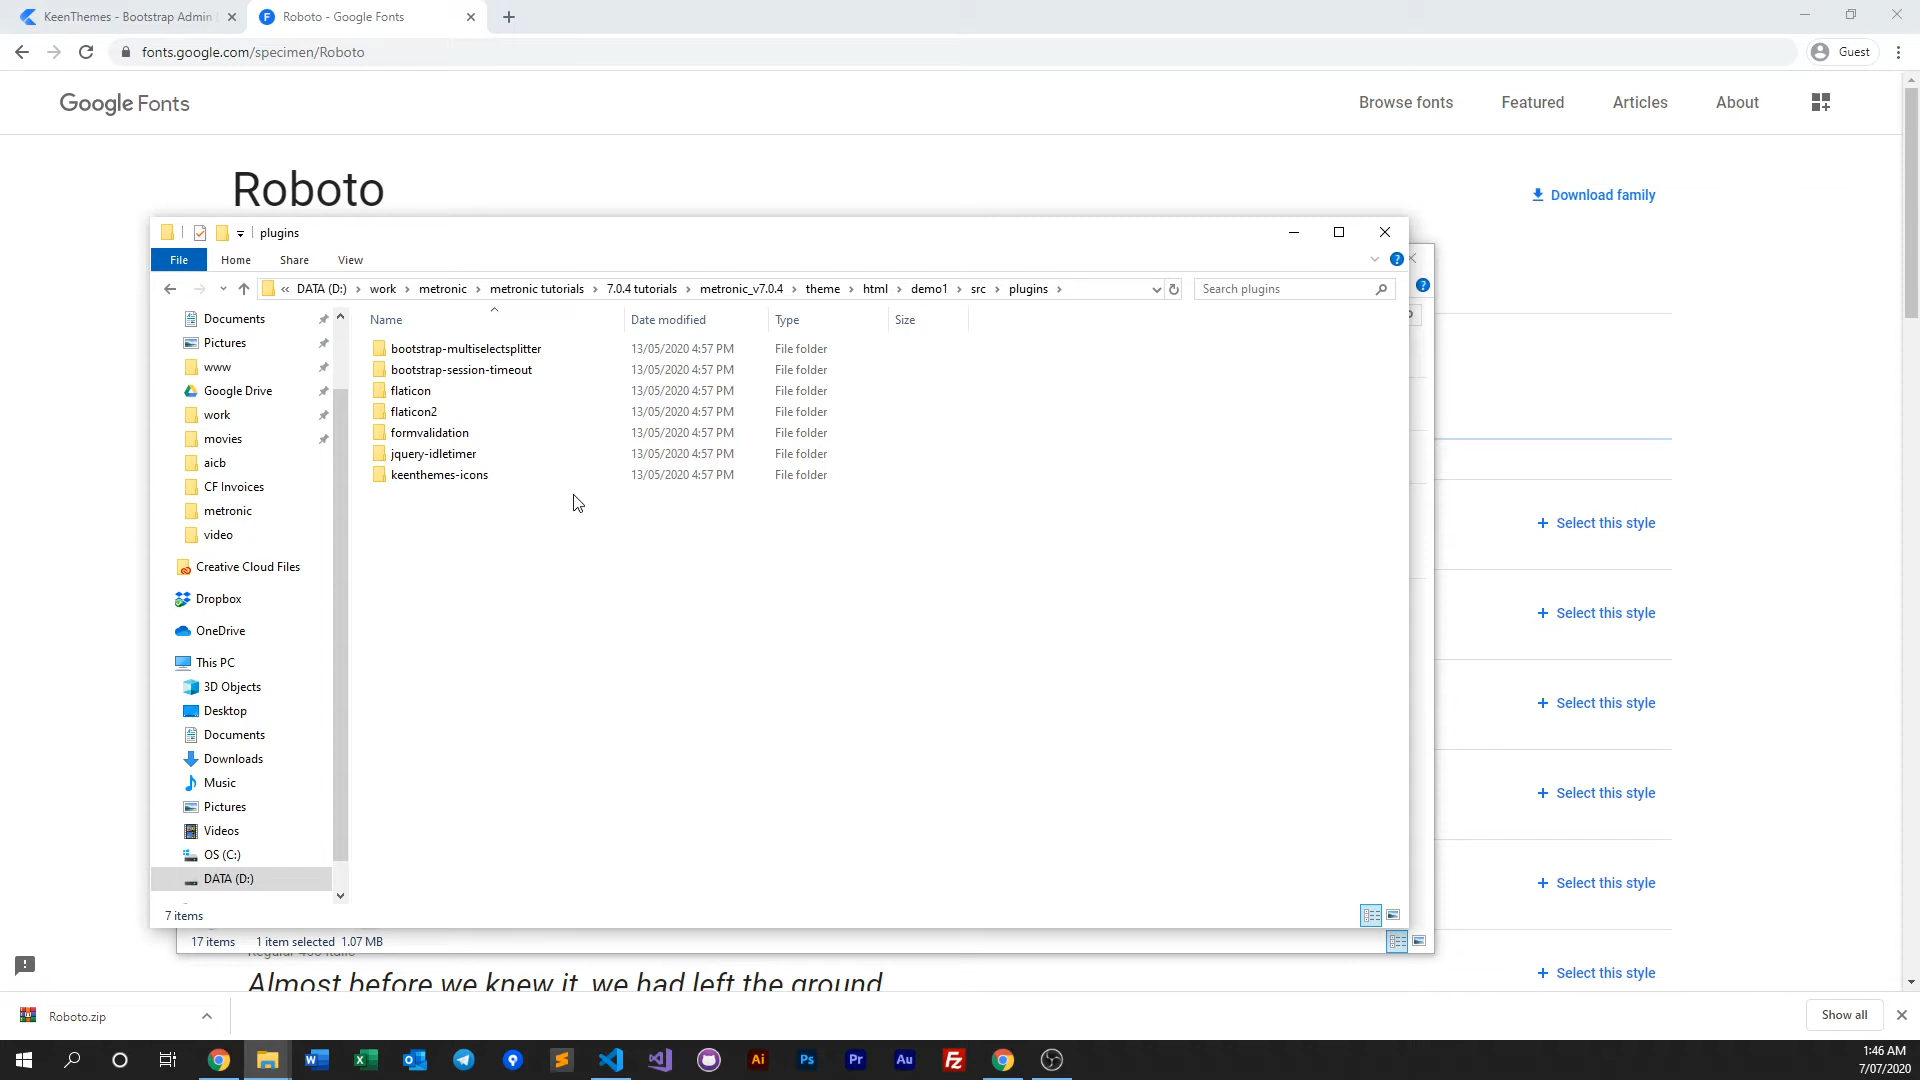 KeenThemes - Bootstrap Admin
Roboto - Google Fonts
fonts.google.com/specimen/Roboto
Guest
Google Fonts
Browse fonts
Featured
Articles
About
Roboto
Download family
plugins
File
Home
Share
View
DATA (D:) > work > metronic > metronic tutorials > 7.0.4 tutorials > metronic_v7.0.4 > theme > html > demo1 > src > plugins >
Search plugins
Name
Date modified
Type
Size
bootstrap-multiselectsplitter 13/05/2020 4:57 PM File folder
bootstrap-session-timeout 13/05/2020 4:57 PM File folder
flaticon 13/05/2020 4:57 PM File folder
flaticon2 13/05/2020 4:57 PM File folder
formvalidation 13/05/2020 4:57 PM File folder
jquery-idletimer 13/05/2020 4:57 PM File folder
keenthemes-icons 13/05/2020 4:57 PM File folder
Documents
Pictures
www
Google Drive
work
movies
aicb
CF Invoices
metronic
video
Creative Cloud Files
Dropbox
OneDrive
This PC
3D Objects
Desktop
Documents
Downloads
Music
Pictures
Videos
OS (C:)
DATA (D:)
7 items
17 items 1 item selected 1.07 MB
+ Select this style
+ Select this style
+ Select this style
+ Select this style
+ Select this style
+ Select this style
Almost before we knew it, we had left the ground
Roboto.zip
Show all
Ai
Ps
Pr
Au
1:46 AM
7/07/2020